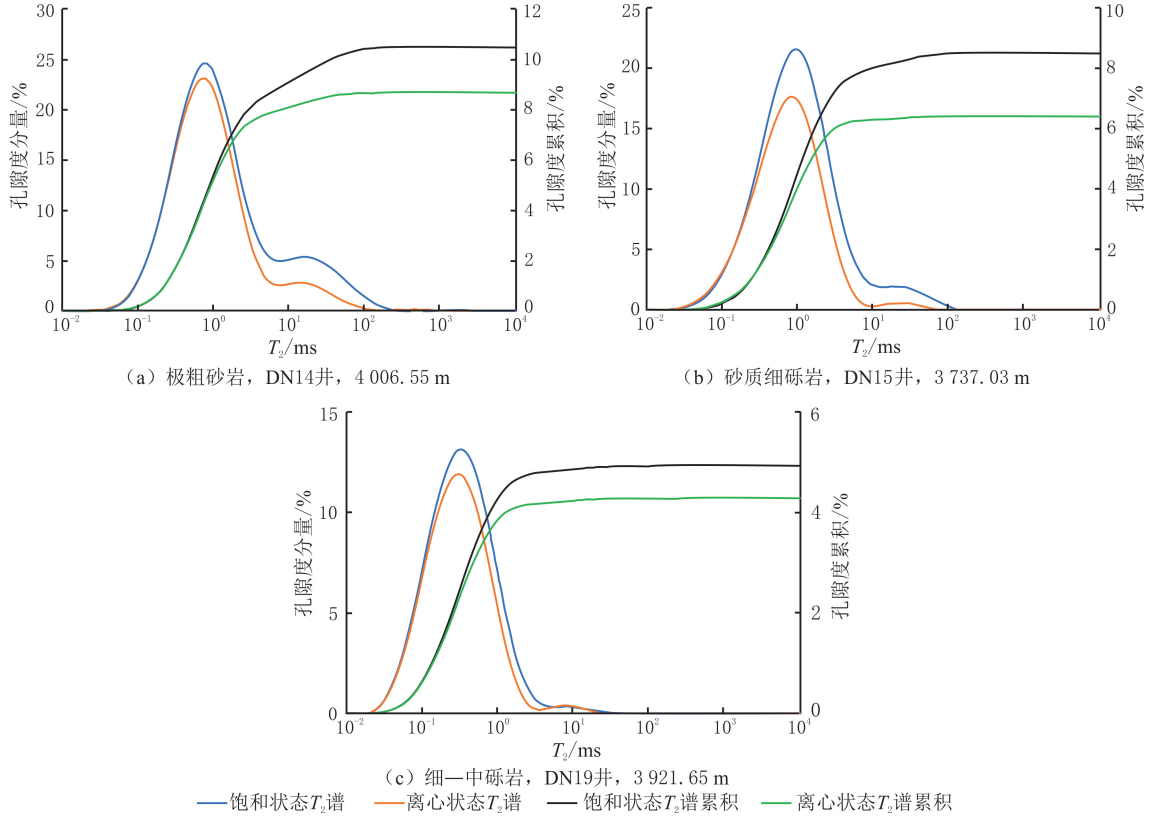 孔隙度分量/%
30
25
20
15
10
5
0
孔隙度累积/%
12
10
8
6
4
2
0
10⁻² 10⁻¹ 10⁰ 10¹ 10² 10³ 10⁴
T₂/ms
(a) 极粗砂岩，DN14井，4 006.55 m
孔隙度分量/%
25
20
15
10
5
0
孔隙度累积/%
10
8
6
4
2
0
10⁻² 10⁻¹ 10⁰ 10¹ 10² 10³ 10⁴
T₂/ms
(b) 砂质细砾岩，DN15井，3 737.03 m
孔隙度分量/%
15
10
5
0
孔隙度累积/%
6
4
2
0
10⁻² 10⁻¹ 10⁰ 10¹ 10² 10³ 10⁴
T₂/ms
(c) 细—中砾岩，DN19井，3 921.65 m
饱和状态T₂谱 离心状态T₂谱 饱和状态T₂谱累积 离心状态T₂谱累积